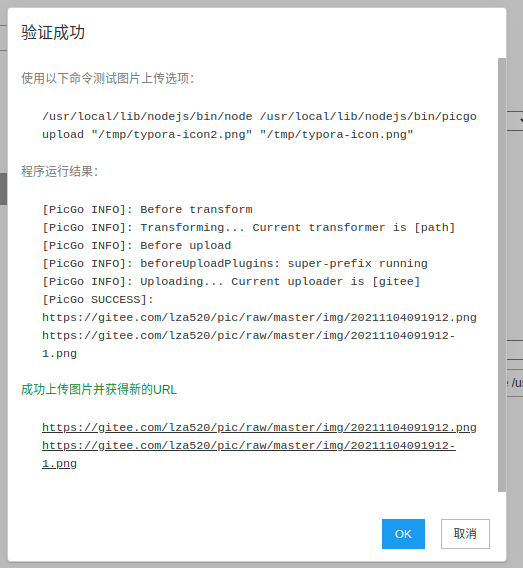 验证成功
使用以下命令测试图片上传选项：
/usr/local/lib/nodejs/bin/node /usr/local/lib/nodejs/bin/picgo
upload "/tmp/typora-icon2.png" "/tmp/typora-icon.png"
程序运行结果：
[PicGo INFO]: Before transform
[PicGo INFO]: Transforming... Current transformer is [path]
[PicGo INFO]: Before upload
[PicGo INFO]: beforeUploadPlugins: super-prefix running
[PicGo INFO]: Uploading... Current uploader is [gitee]
[PicGo SUCCESS]:
https://gitee.com/lza520/pic/raw/master/img/20211104091912.png
https://gitee.com/lza520/pic/raw/master/img/20211104091912-
1.png
成功上传图片并获得新的URL
https://gitee.com/lza520/pic/raw/master/img/20211104091912.png
https://gitee.com/lza520/pic/raw/master/img/20211104091912-
1.png
OK
取消